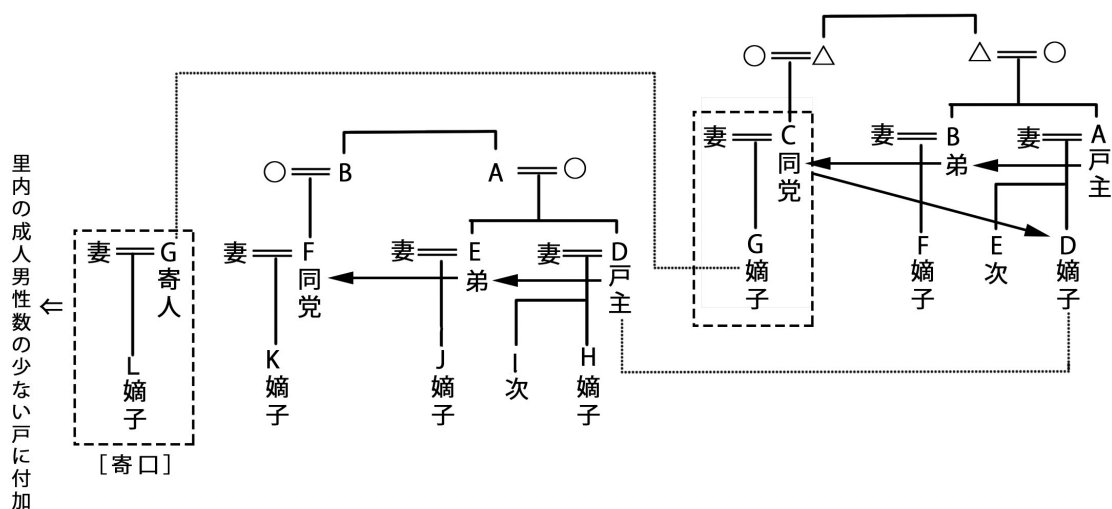 ○ △ △ ○
妻 C 同党
妻 B 弟
妻 A 戸主
G 嫡子
F 嫡子
E 次
D 嫡子
○ B A ○
妻 F 同党
妻 E 弟
妻 D 戸主
K 嫡子
J 嫡子
I 次
H 嫡子
妻 G 寄人
L 嫡子
[寄口]
⇐
里内の成人男性数の少ない戸に付加